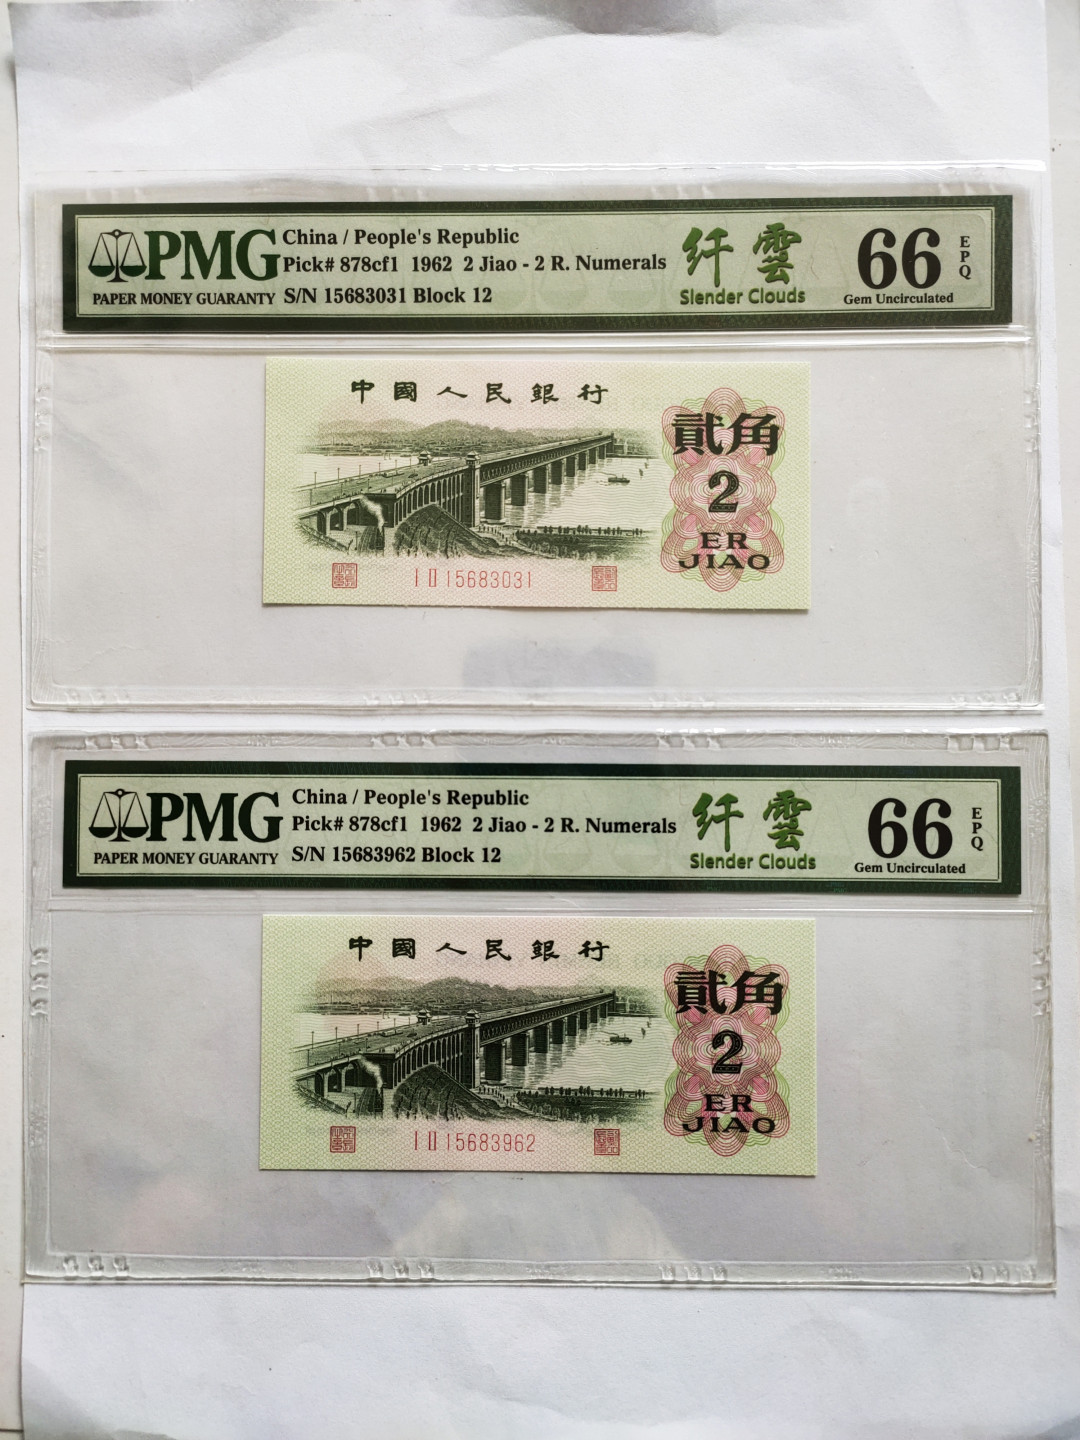 PMG
PAPER MONEY GUARANTY
China / People's Republic
Pick# 878cf1 1962 2 Jiao - 2 R. Numerals
S/N 15683031 Block 12
纤雲
Slender Clouds
66
EPQ
Gem Uncirculated
中國人民銀行
貳角
2
ER
JIAO
I II 15683031
PMG
PAPER MONEY GUARANTY
China / People's Republic
Pick# 878cf1 1962 2 Jiao - 2 R. Numerals
S/N 15683962 Block 12
纤雲
Slender Clouds
66
EPQ
Gem Uncirculated
中國人民銀行
貳角
2
ER
JIAO
I II 15683962